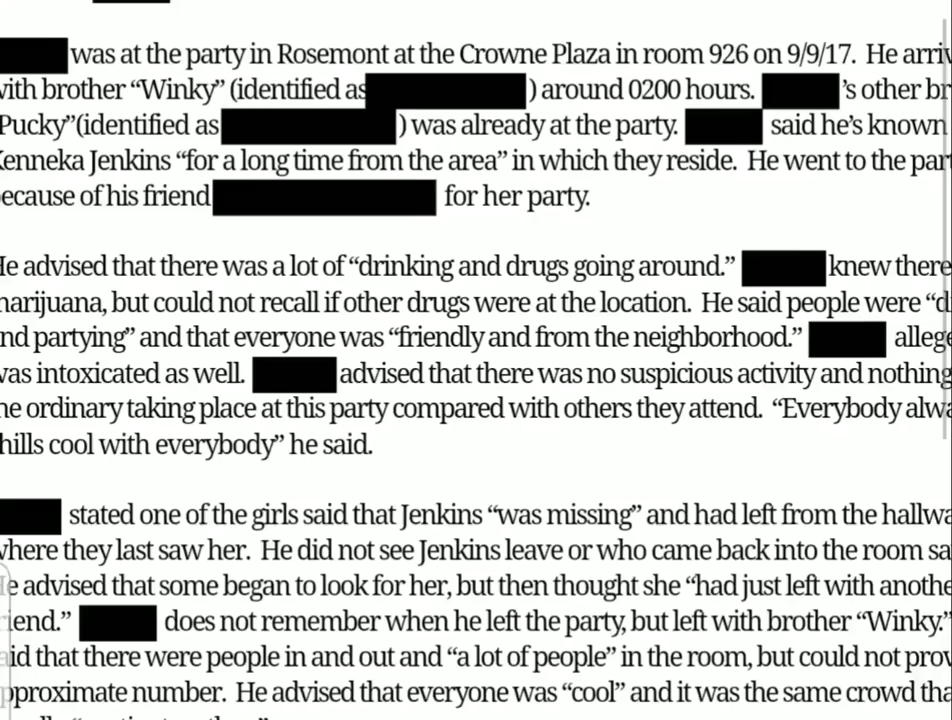 was at the party in Rosemont at the Crowne Plaza in room 926 on 9/9/17. He arriv
with brother “Winky” (identified as ) around 0200 hours. ’s other br
“Pucky”(identified as ) was already at the party. said he’s known
Kenneka Jenkins “for a long time from the area” in which they reside. He went to the par
ecause of his friend for her party.
He advised that there was a lot of “drinking and drugs going around.” knew there
marijuana, but could not recall if other drugs were at the location. He said people were “d
nd partying” and that everyone was “friendly and from the neighborhood.” allege
was intoxicated as well. advised that there was no suspicious activity and nothing
he ordinary taking place at this party compared with others they attend. “Everybody alwa
hills cool with everybody” he said.
stated one of the girls said that Jenkins “was missing” and had left from the hallwa
where they last saw her. He did not see Jenkins leave or who came back into the room sa
He advised that some began to look for her, but then thought she “had just left with anothe
riend.” does not remember when he left the party, but left with brother “Winky.”
aid that there were people in and out and “a lot of people” in the room, but could not prov
pproximate number. He advised that everyone was “cool” and it was the same crowd tha